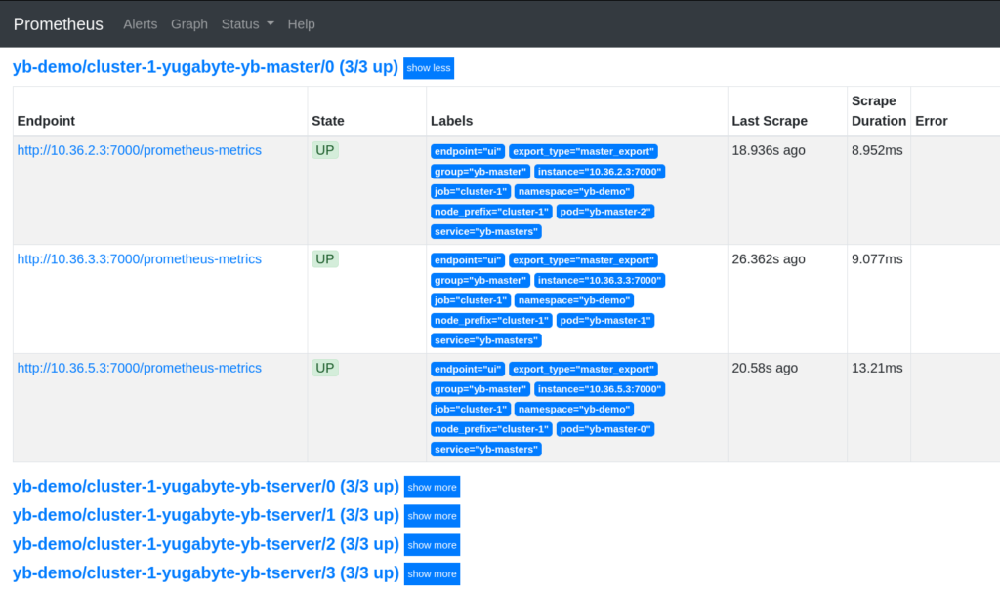 Prometheus Alerts Graph Status Help
yb-demo/cluster-1-yugabyte-yb-master/0 (3/3 up) show less
Endpoint State Labels Last Scrape Scrape Duration Error
http://10.36.2.3:7000/prometheus-metrics UP endpoint="ui" export_type="master_export" 18.936s ago 8.952ms
group="yb-master" instance="10.36.2.3:7000"
job="cluster-1" namespace="yb-demo"
node_prefix="cluster-1" pod="yb-master-2"
service="yb-masters"
http://10.36.3.3:7000/prometheus-metrics UP endpoint="ui" export_type="master_export" 26.362s ago 9.077ms
group="yb-master" instance="10.36.3.3:7000"
job="cluster-1" namespace="yb-demo"
node_prefix="cluster-1" pod="yb-master-1"
service="yb-masters"
http://10.36.5.3:7000/prometheus-metrics UP endpoint="ui" export_type="master_export" 20.58s ago 13.21ms
group="yb-master" instance="10.36.5.3:7000"
job="cluster-1" namespace="yb-demo"
node_prefix="cluster-1" pod="yb-master-0"
service="yb-masters"
yb-demo/cluster-1-yugabyte-yb-tserver/0 (3/3 up) show more
yb-demo/cluster-1-yugabyte-yb-tserver/1 (3/3 up) show more
yb-demo/cluster-1-yugabyte-yb-tserver/2 (3/3 up) show more
yb-demo/cluster-1-yugabyte-yb-tserver/3 (3/3 up) show more